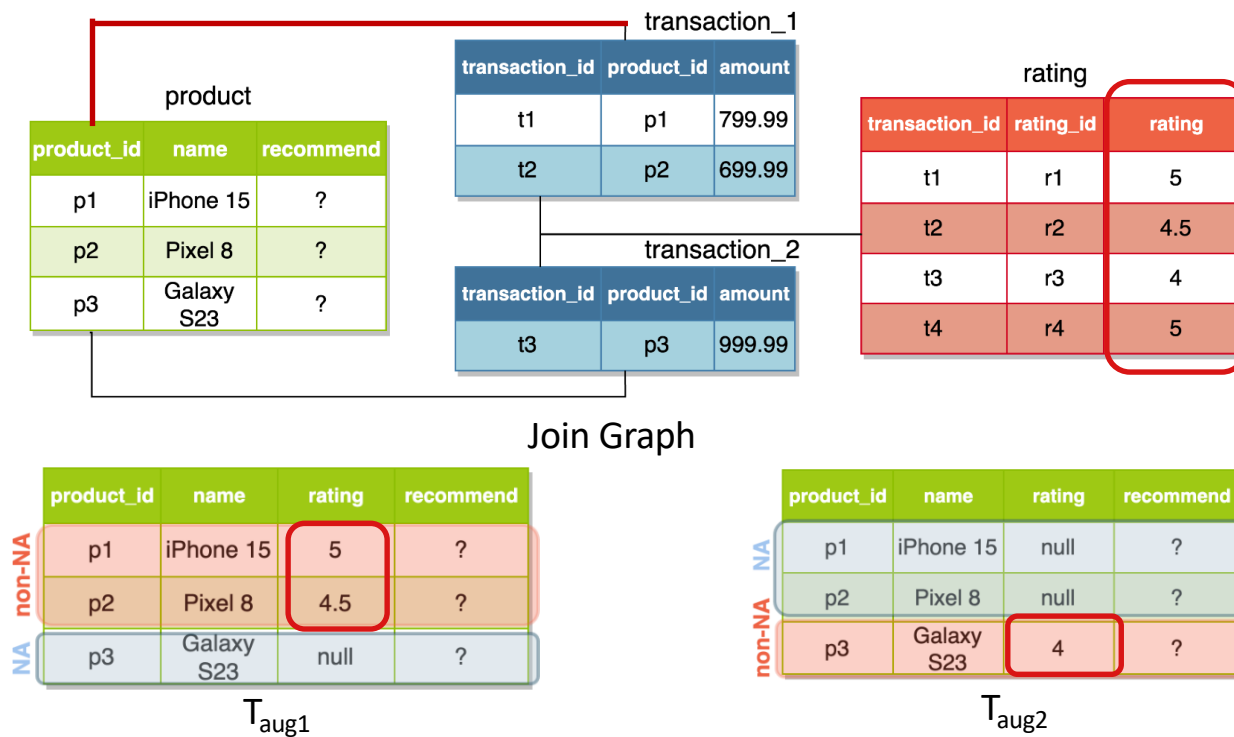 transaction_1
transaction_id product_id amount
t1 p1 799.99
t2 p2 699.99
product
product_id name recommend
p1 iPhone 15 ?
p2 Pixel 8 ?
p3 Galaxy S23 ?
transaction_2
transaction_id product_id amount
t3 p3 999.99
rating
transaction_id rating_id rating
t1 r1 5
t2 r2 4.5
t3 r3 4
t4 r4 5
Join Graph
product_id name rating recommend
non-NA
p1 iPhone 15 5 ?
p2 Pixel 8 4.5 ?
NA
p3 Galaxy S23 null ?
Taug1
product_id name rating recommend
NA
p1 iPhone 15 null ?
p2 Pixel 8 null ?
non-NA
p3 Galaxy S23 4 ?
Taug2